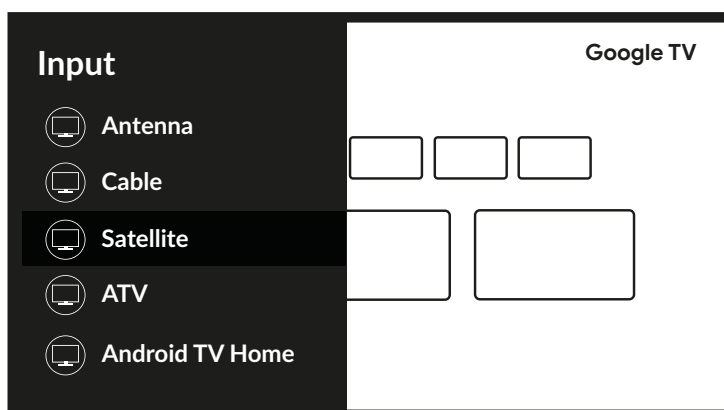 Input
Google TV
Antenna
Cable
Satellite
ATV
Android TV Home